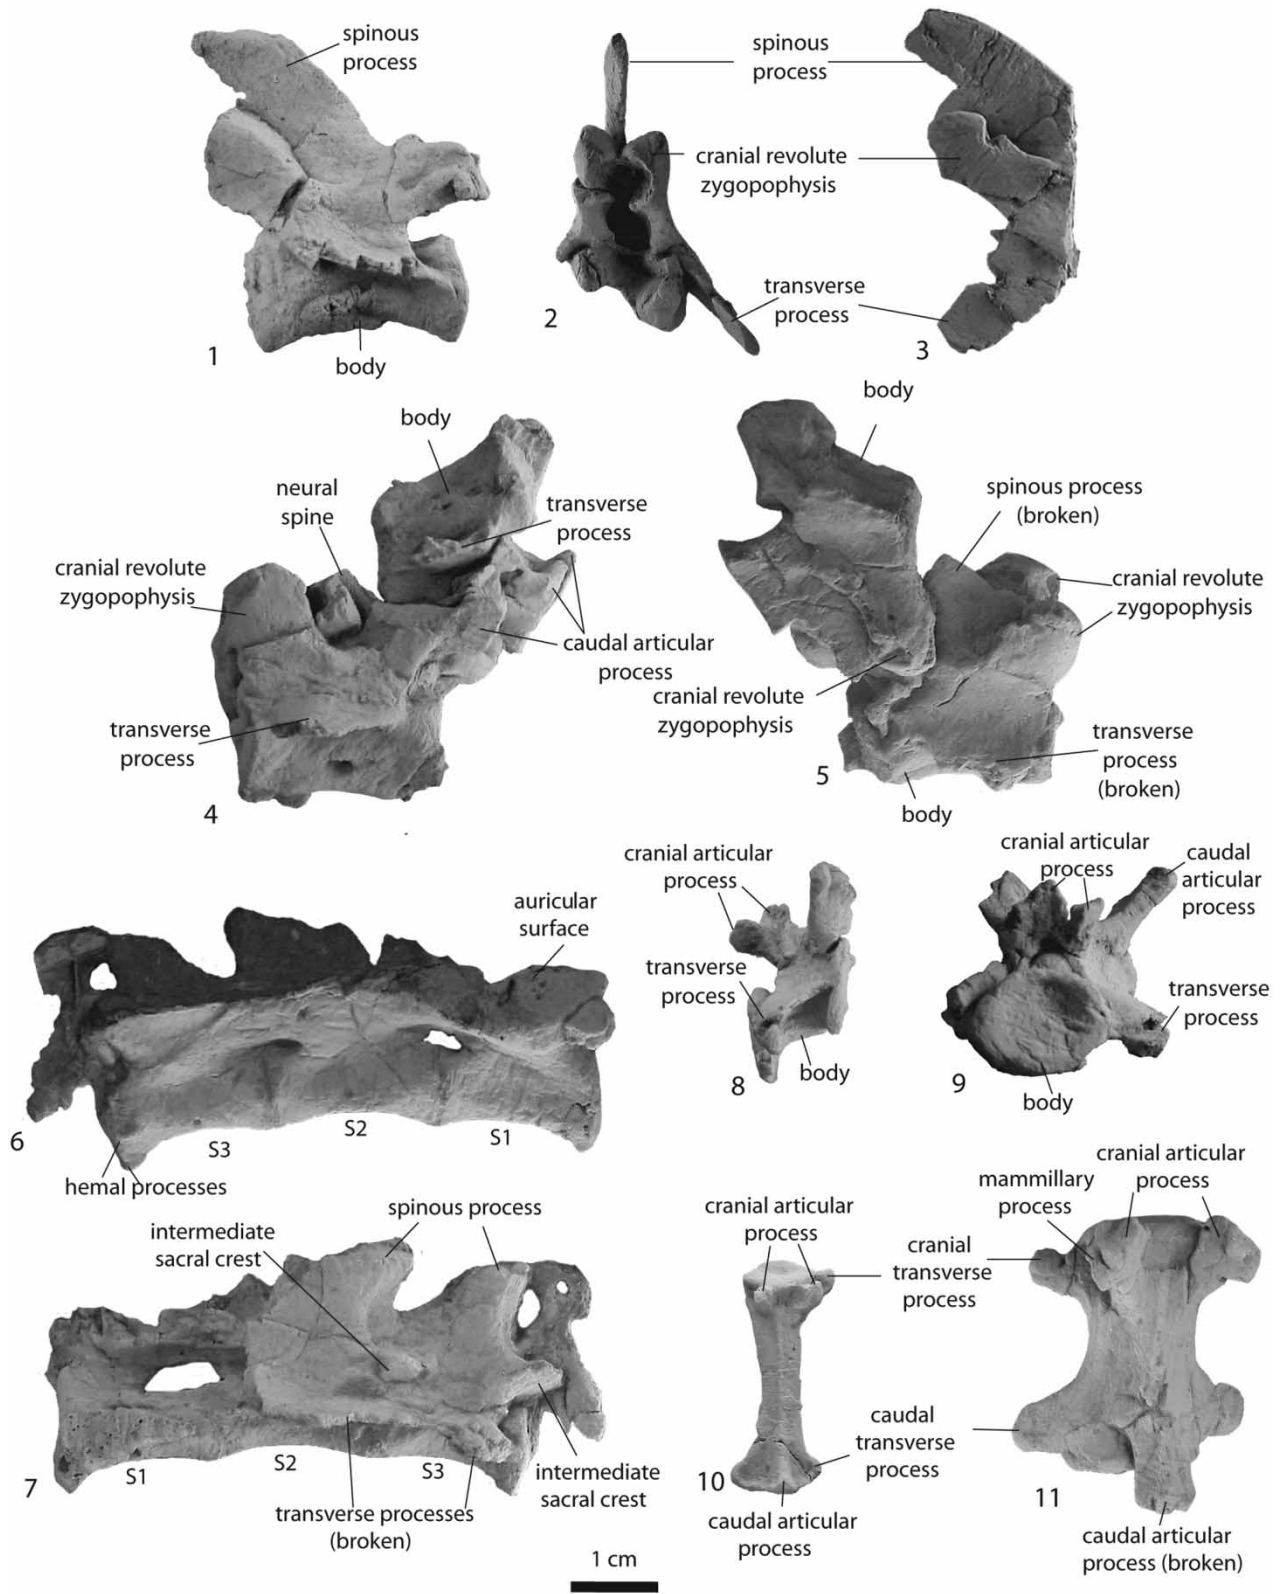 spinous
process
1
body
spinous
process
cranial revolute
zygopophysis
transverse
process
2
3
body
neural
spine
transverse
process
cranial revolute
zygopophysis
caudal articular
process
transverse
process
4
body
spinous process
(broken)
cranial revolute
zygopophysis
cranial revolute
zygopophysis
transverse
process
(broken)
5
body
auricular
surface
6
S3
S2
S1
hemal processes
cranial articular
process
transverse
process
8
body
cranial articular
process
caudal
articular
process
transverse
process
9
body
spinous process
intermediate
sacral crest
7
S1
S2
S3
transverse processes
(broken)
intermediate
sacral crest
cranial articular
process
cranial
transverse
process
caudal
transverse
process
10
caudal articular
process
cranial articular
process
mammillary
process
11
caudal articular
process (broken)
1 cm